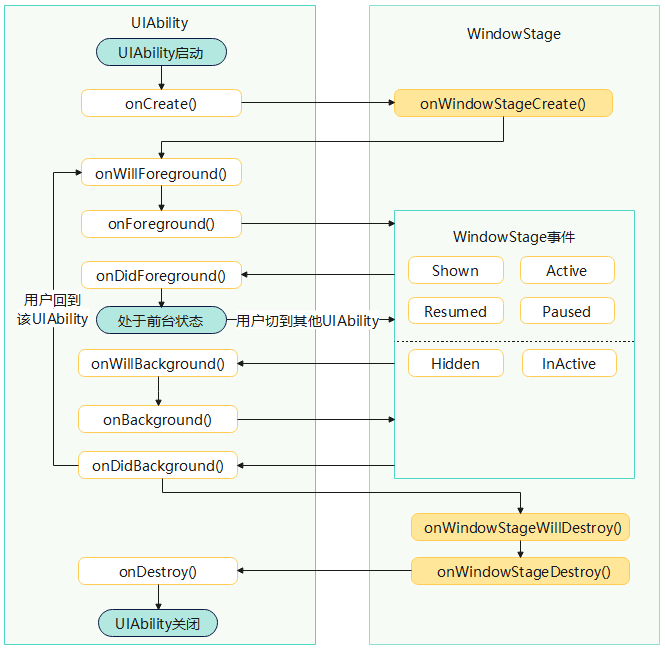 UIAbility
WindowStage
UIAbility启动
onCreate()
onWindowStageCreate()
onWillForeground()
onForeground()
WindowStage事件
onDidForeground()
Shown
Active
用户回到
该UIAbility
处于前台状态
用户切到其他UIAbility
Resumed
Paused
onWillBackground()
Hidden
InActive
onBackground()
onDidBackground()
onWindowStageWillDestroy()
onDestroy()
onWindowStageDestroy()
UIAbility关闭